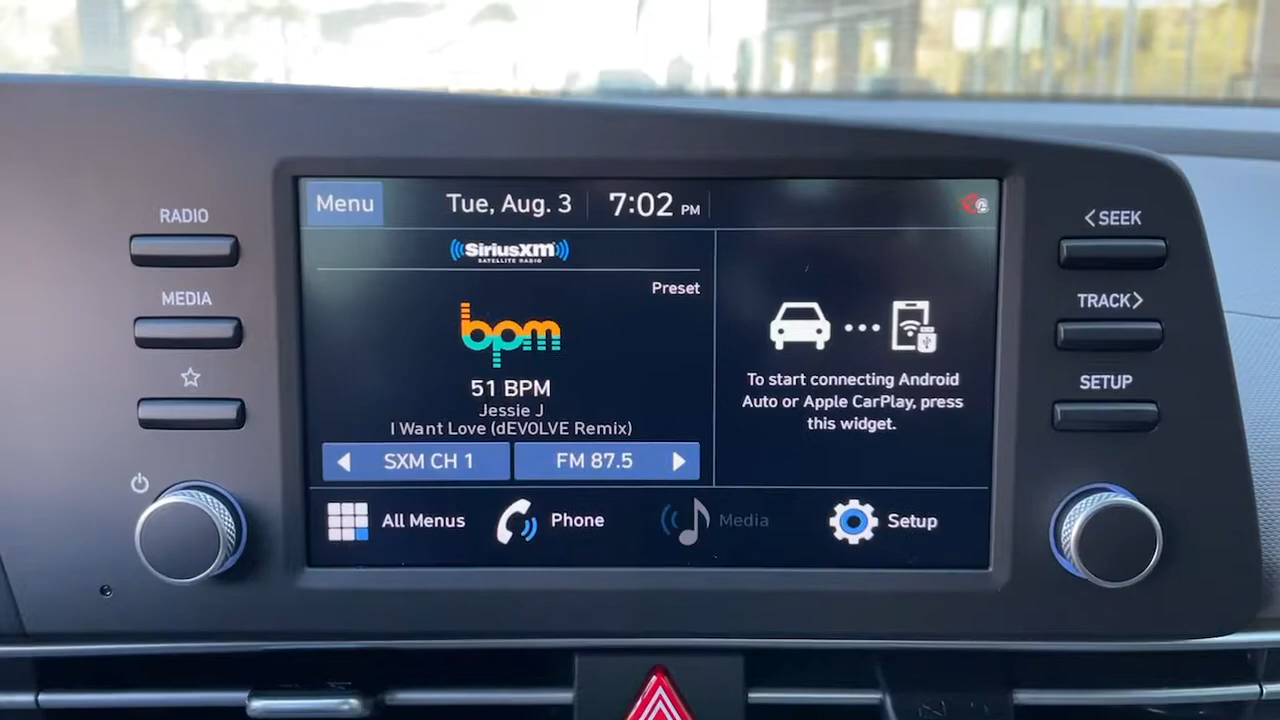 RADIO
MEDIA
Menu
Tue, Aug. 3
7:02 PM
SiriusXM
SATELLITE RADIO
Preset
bpm
51 BPM
Jessie J
I Want Love (dEVOLVE Remix)
SXM CH 1
FM 87.5
To start connecting Android
Auto or Apple CarPlay, press
this widget.
All Menus
Phone
Media
Setup
<SEEK
TRACK>
SETUP